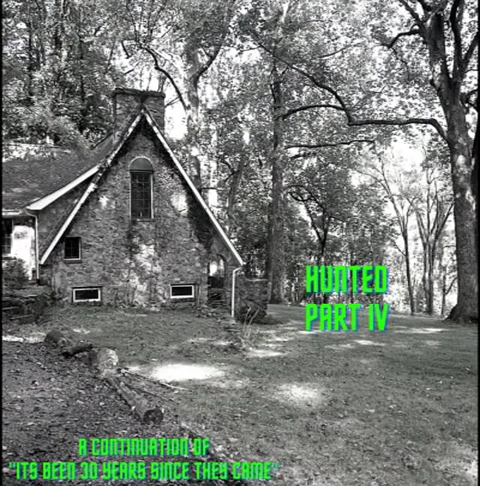 HUNTED
PART IV
A CONTINUATION OF
"ITS BEEN 30 YEARS SINCE THEY CAME"